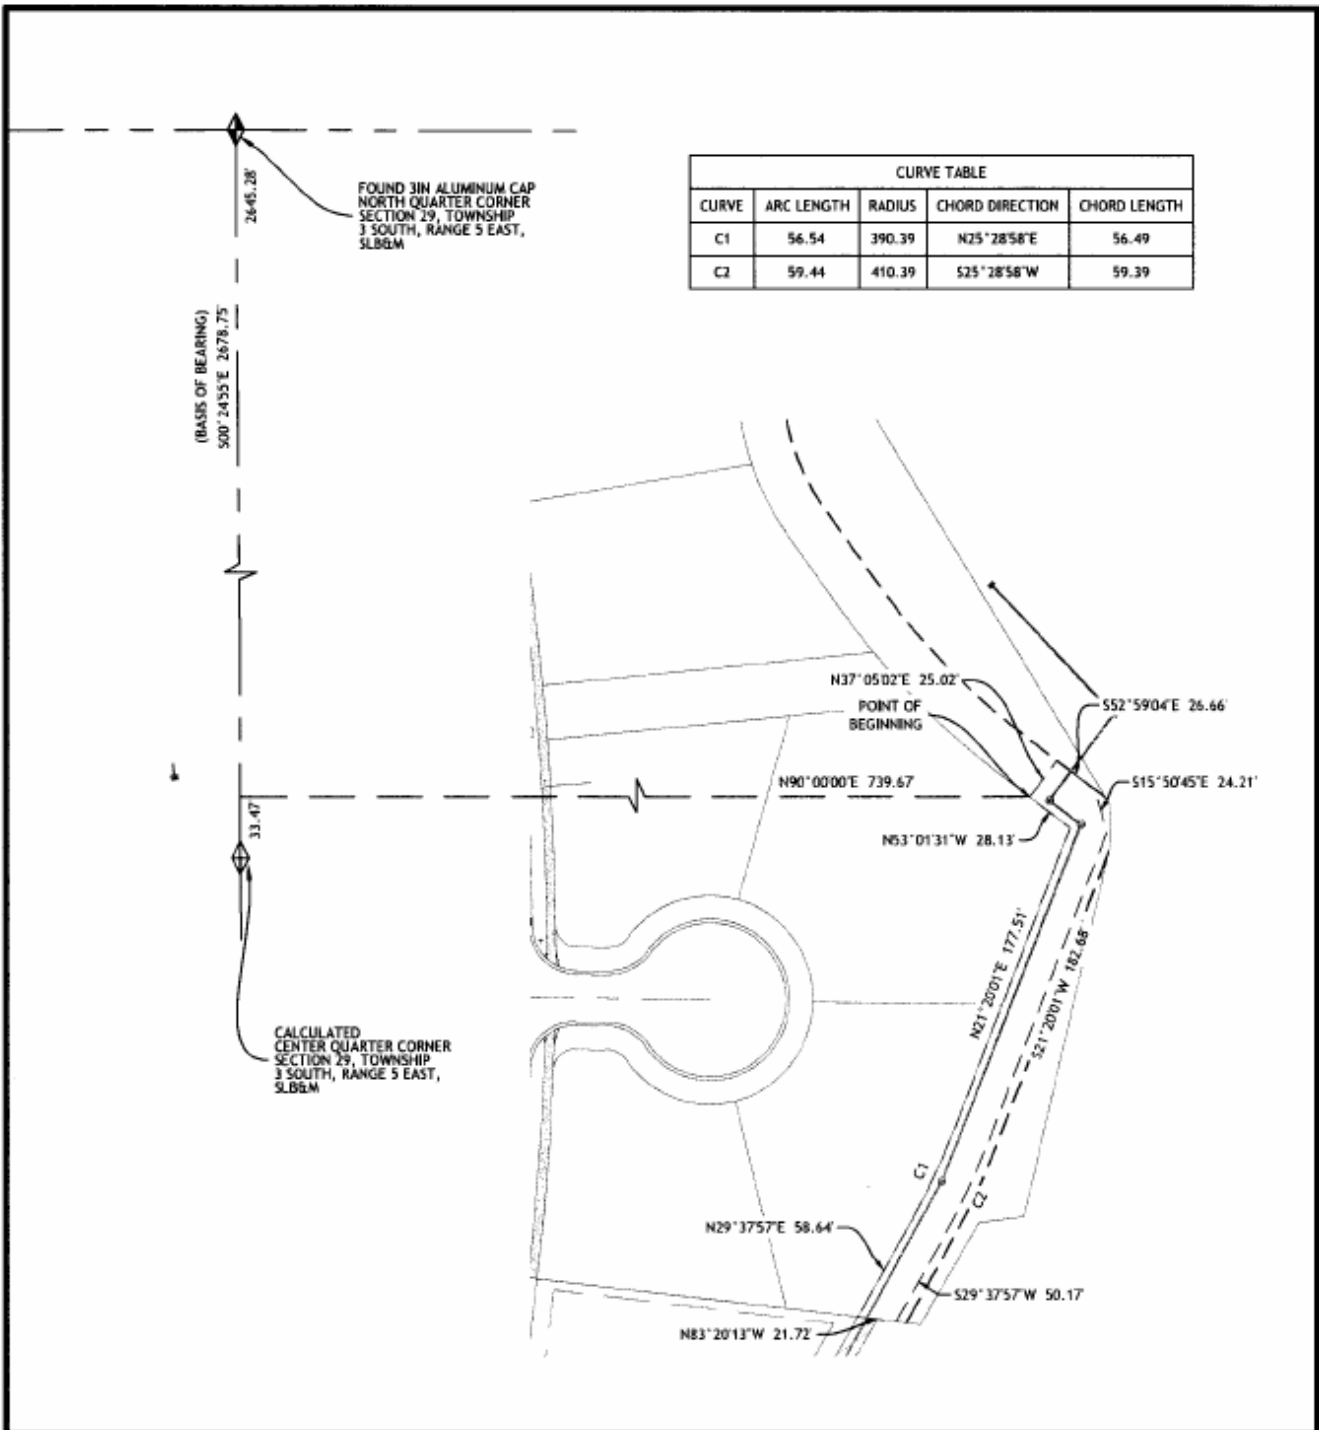 2645.28'
FOUND 3IN ALUMINUM CAP
NORTH QUARTER CORNER
SECTION 29, TOWNSHIP
3 SOUTH, RANGE 5 EAST,
SLB&M
CURVE TABLE
CURVE ARC LENGTH RADIUS CHORD DIRECTION CHORD LENGTH
C1 56.54 390.39 N25°28'58"E 56.49
C2 59.44 410.39 S25°28'58"W 59.39
(BASIS OF BEARING)
S00°24'55"E 2678.75'
N37°05'02"E 25.02'
POINT OF
BEGINNING
S52°59'04"E 26.66'
N90°00'00"E 739.67'
S15°50'45"E 24.21'
33.47'
N53°01'31"W 28.13'
N21°20'01"E 177.51'
S21°20'01"W 182.68'
CALCULATED
CENTER QUARTER CORNER
SECTION 29, TOWNSHIP
3 SOUTH, RANGE 5 EAST,
SLB&M
C1
C2
N29°37'57"E 58.64'
S29°37'57"W 50.17'
N83°20'13"W 21.72'